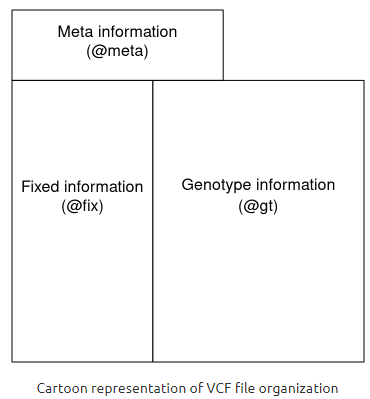 Meta information
(@meta)
Fixed information
(@fix)
Genotype information
(@gt)
Cartoon representation of VCF file organization